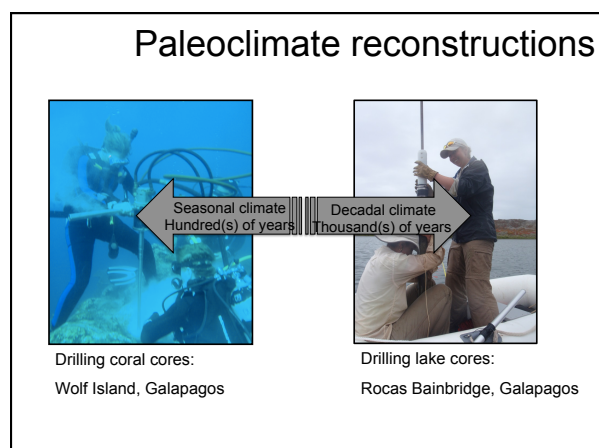 Paleoclimate reconstructions
Seasonal climate
Hundred(s) of years
Decadal climate
Thousand(s) of years
Drilling coral cores:
Wolf Island, Galapagos
Drilling lake cores:
Rocas Bainbridge, Galapagos